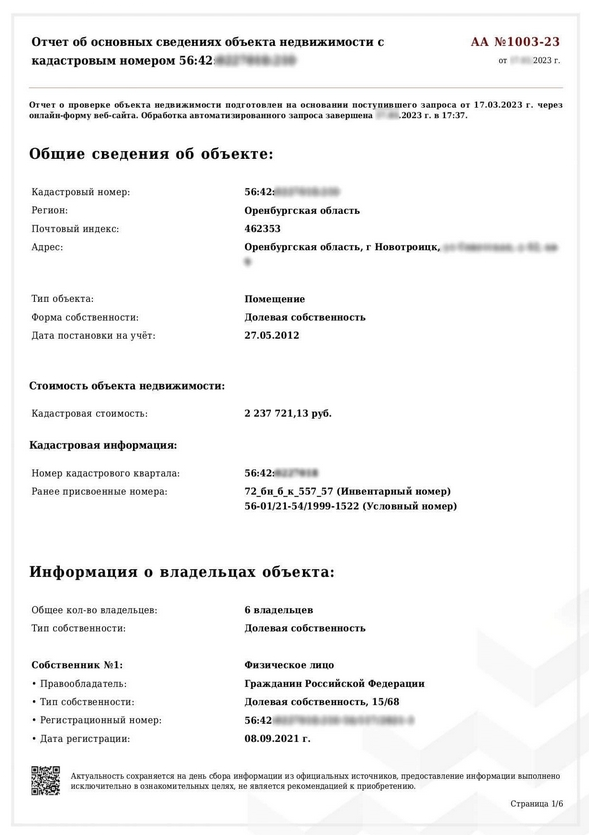 Отчет об основных сведениях объекта недвижимости с
кадастровым номером 56:42:
АА №1003-23
от 2023 г.
Отчет о проверке объекта недвижимости подготовлен на основании поступившего запроса от 17.03.2023 г. через
онлайн-форму веб-сайта. Обработка автоматизированного запроса завершена .2023 г. в 17:37.
Общие сведения об объекте:
Кадастровый номер: 56:42:
Регион: Оренбургская область
Почтовый индекс: 462353
Адрес: Оренбургская область, г Новотроицк,
Тип объекта: Помещение
Форма собственности: Долевая собственность
Дата постановки на учёт: 27.05.2012
Стоимость объекта недвижимости:
Кадастровая стоимость: 2 237 721,13 руб.
Кадастровая информация:
Номер кадастрового квартала: 56:42:
Ранее присвоенные номера: 72_бн_б_к_557_57 (Инвентарный номер)
56-01/21-54/1999-1522 (Условный номер)
Информация о владельцах объекта:
Общее кол-во владельцев: 6 владельцев
Тип собственности: Долевая собственность
Собственник №1: Физическое лицо
• Правообладатель: Гражданин Российской Федерации
• Тип собственности: Долевая собственность, 15/68
• Регистрационный номер: 56:42
• Дата регистрации: 08.09.2021 г.
Актуальность сохраняется на день сбора информации из официальных источников, предоставление информации выполнено
исключительно в ознакомительных целях, не является рекомендацией к приобретению.
Страница 1/6